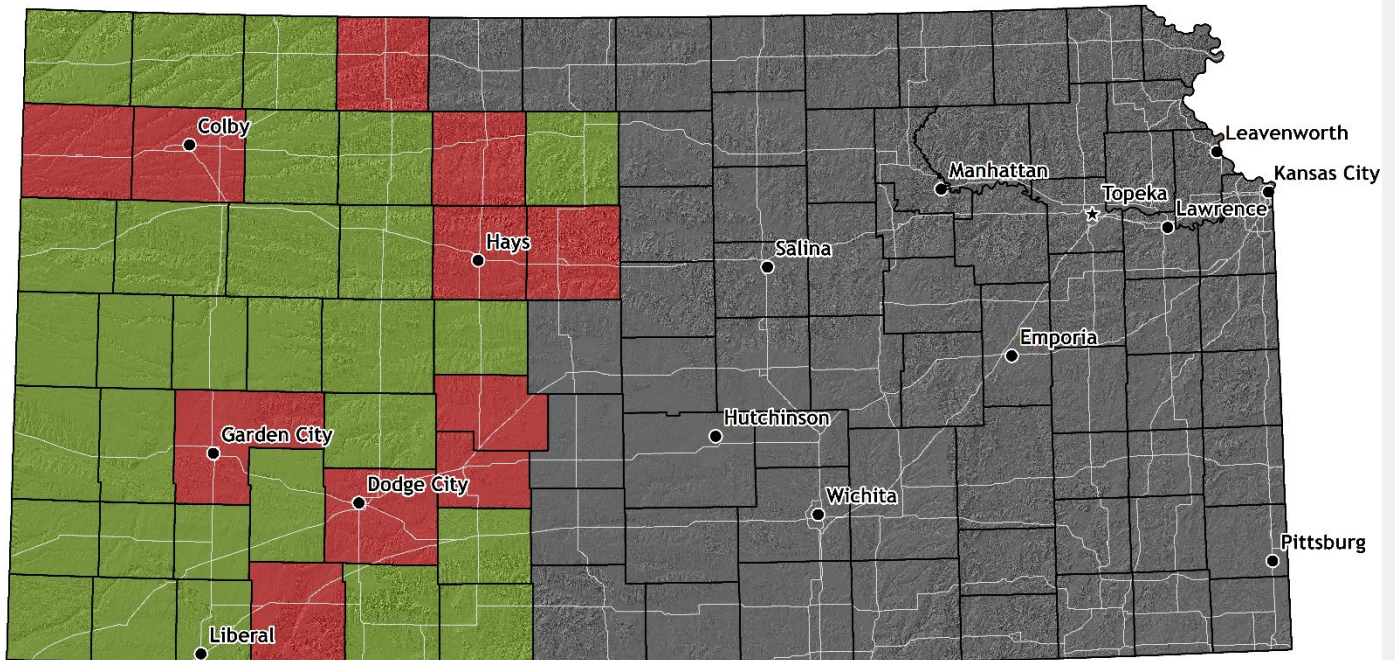 Colby
Leavenworth
Manhattan
Kansas City
Topeka
Lawrence
Hays
Salina
Emporia
Hutchinson
Garden City
Dodge City
Wichita
Pittsburg
Liberal